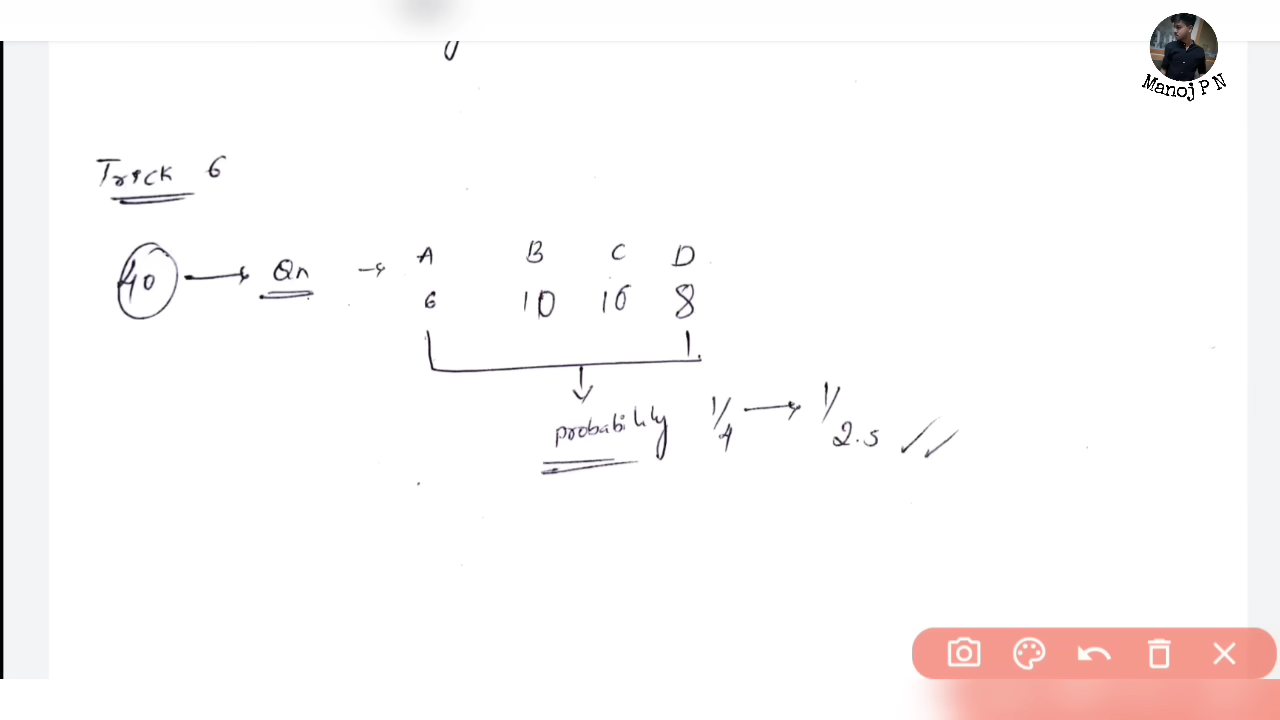 Manoj P N
Trick 6
40 → Qn → A B C D
6 10 16 8
probability 1/4 → 1/2.5